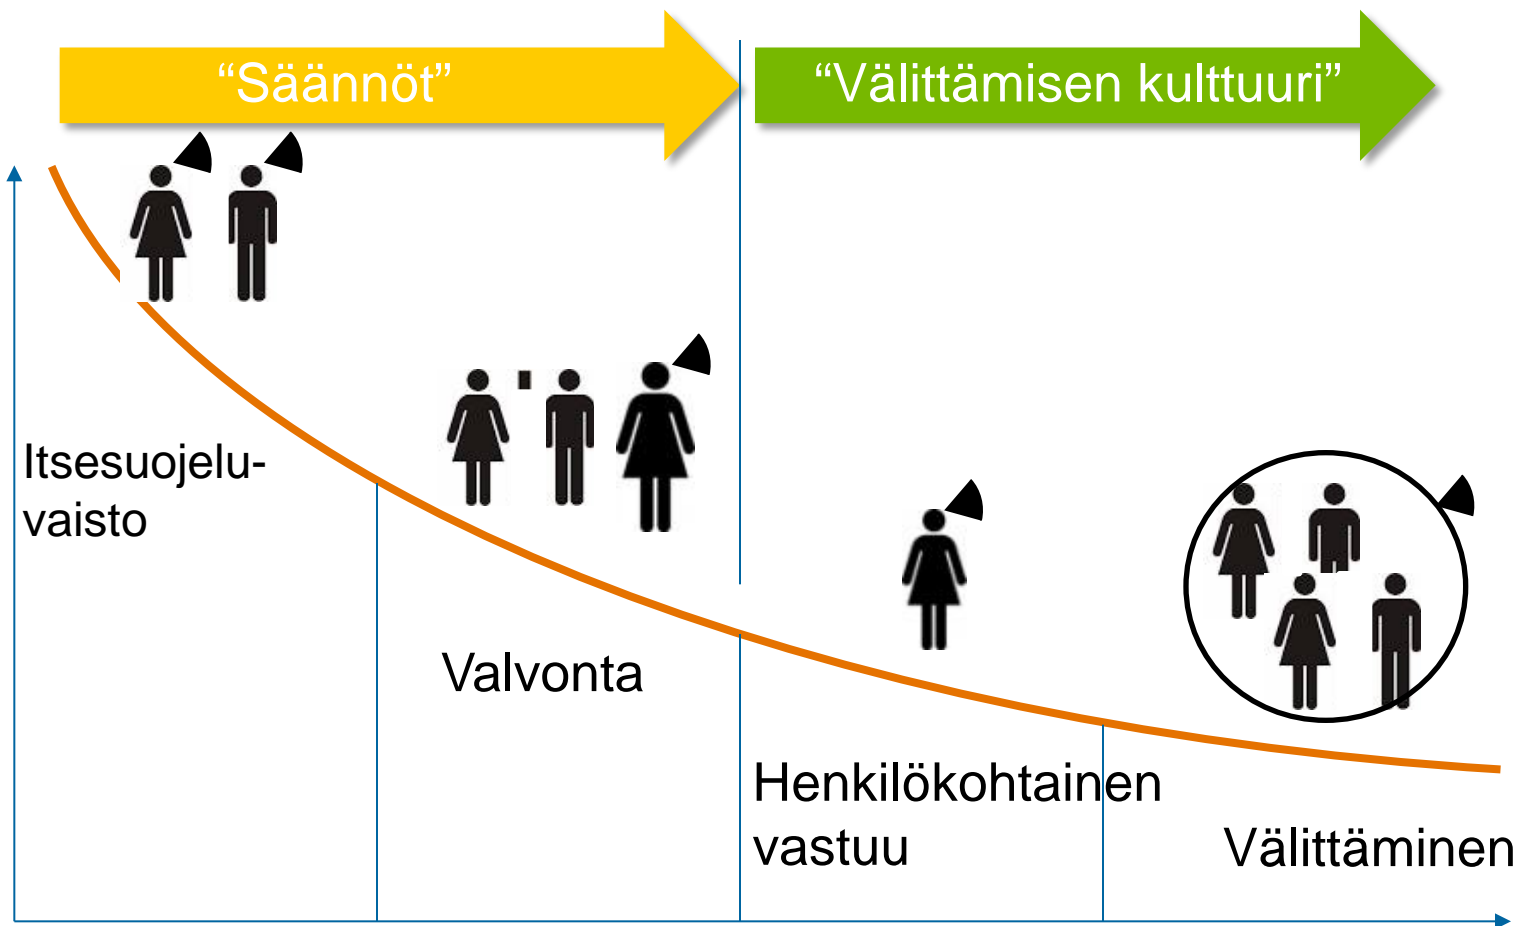 “Säännöt”
“Välittämisen kulttuuri”
Itsesuojelu-
vaisto
Valvonta
Henkilökohtainen
vastuu
Välittäminen